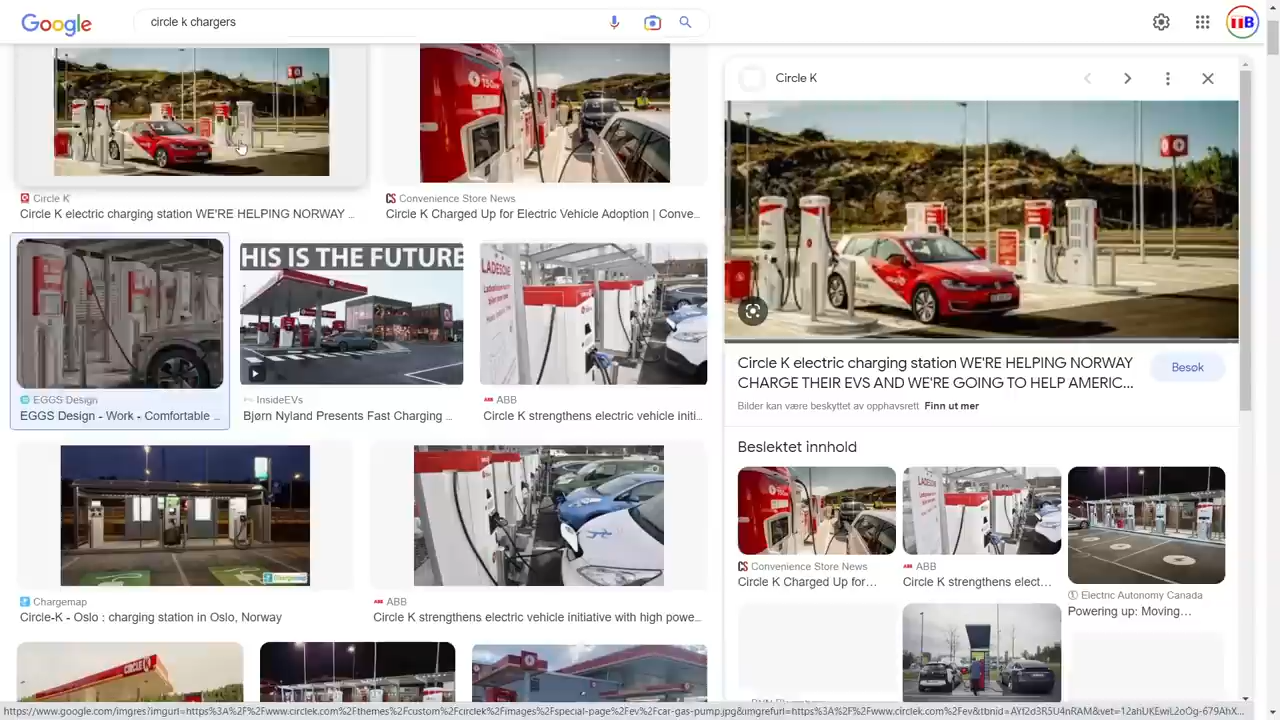 Google
circle k chargers
TTB
Circle K
Circle K electric charging station WE'RE HELPING NORWAY ...
Convenience Store News
Circle K Charged Up for Electric Vehicle Adoption | Conve...
HIS IS THE FUTURE
LADESONE
EGGS Design
EGGS Design - Work - Comfortable ...
InsideEVs
Bjørn Nyland Presents Fast Charging ...
ABB
Circle K strengthens electric vehicle initi...
Chargemap
Chargemap
Circle-K - Oslo : charging station in Oslo, Norway
ABB
Circle K strengthens electric vehicle initiative with high powe...
CIRCLE K
Circle K
Circle K electric charging station WE'RE HELPING NORWAY
CHARGE THEIR EVS AND WE'RE GOING TO HELP AMERIC...
Besøk
Bilder kan være beskyttet av opphavsrett Finn ut mer
Beslektet innhold
LADESONE
Convenience Store News
Circle K Charged Up for...
ABB
Circle K strengthens elect...
Electric Autonomy Canada
Powering up: Moving...
https://www.google.com/imgres?imgurl=https%3A%2F%2Fwww.circlek.com%2Fthemes%2Fcustom%2Fcirclek%2Fimages%2Fspecial-page%2Fev%2Fcar-gas-pump.jpg&imgrefurl=https%3A%2F%2Fwww.circlek.com%2Fev&tbnid=AYf2d3R5U4nRAM&vet=12ahUKEwiL2oOg-679AhX...